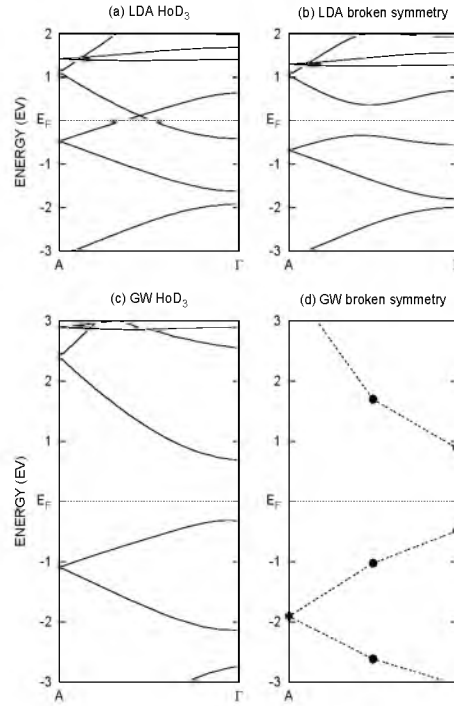 (a) LDA HoD3
(b) LDA broken symmetry
ENERGY (EV)
2
1
EF
-1
-2
-3
A
Γ
2
1
EF
-1
-2
-3
A
(c) GW HoD3
(d) GW broken symmetry
ENERGY (EV)
3
2
1
EF
-1
-2
-3
A
Γ
3
2
1
EF
-1
-2
-3
A